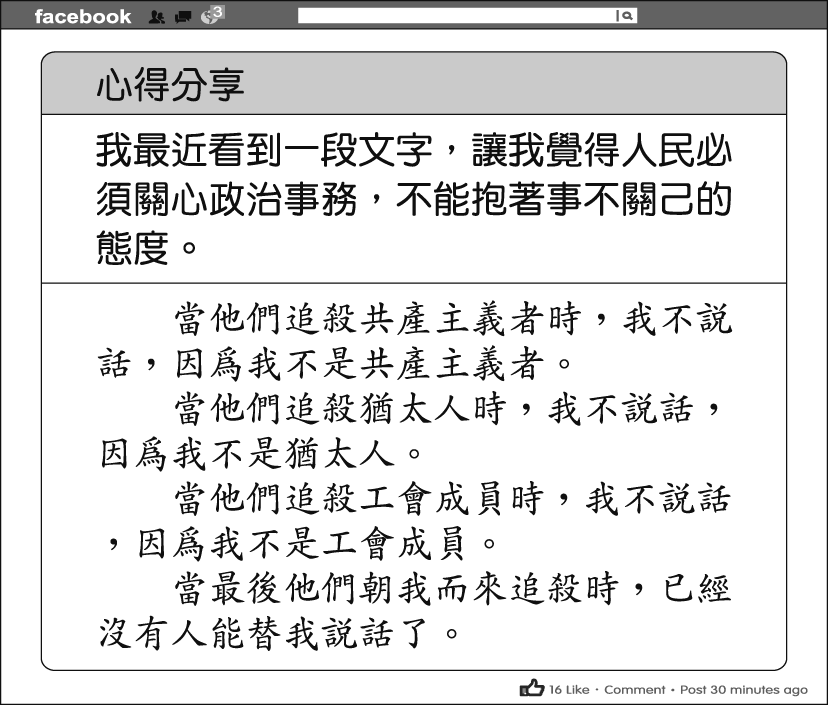 facebook 3
心得分享
我最近看到一段文字，讓我覺得人民必
須關心政治事務，不能抱著事不關己的
態度。
當他們追殺共產主義者時，我不說
話，因為我不是共產主義者。
當他們追殺猶太人時，我不說話，
因為我不是猶太人。
當他們追殺工會成員時，我不說話
，因為我不是工會成員。
當最後他們朝我而來追殺時，已經
沒有人能替我說話了。
16 Like · Comment · Post 30 minutes ago